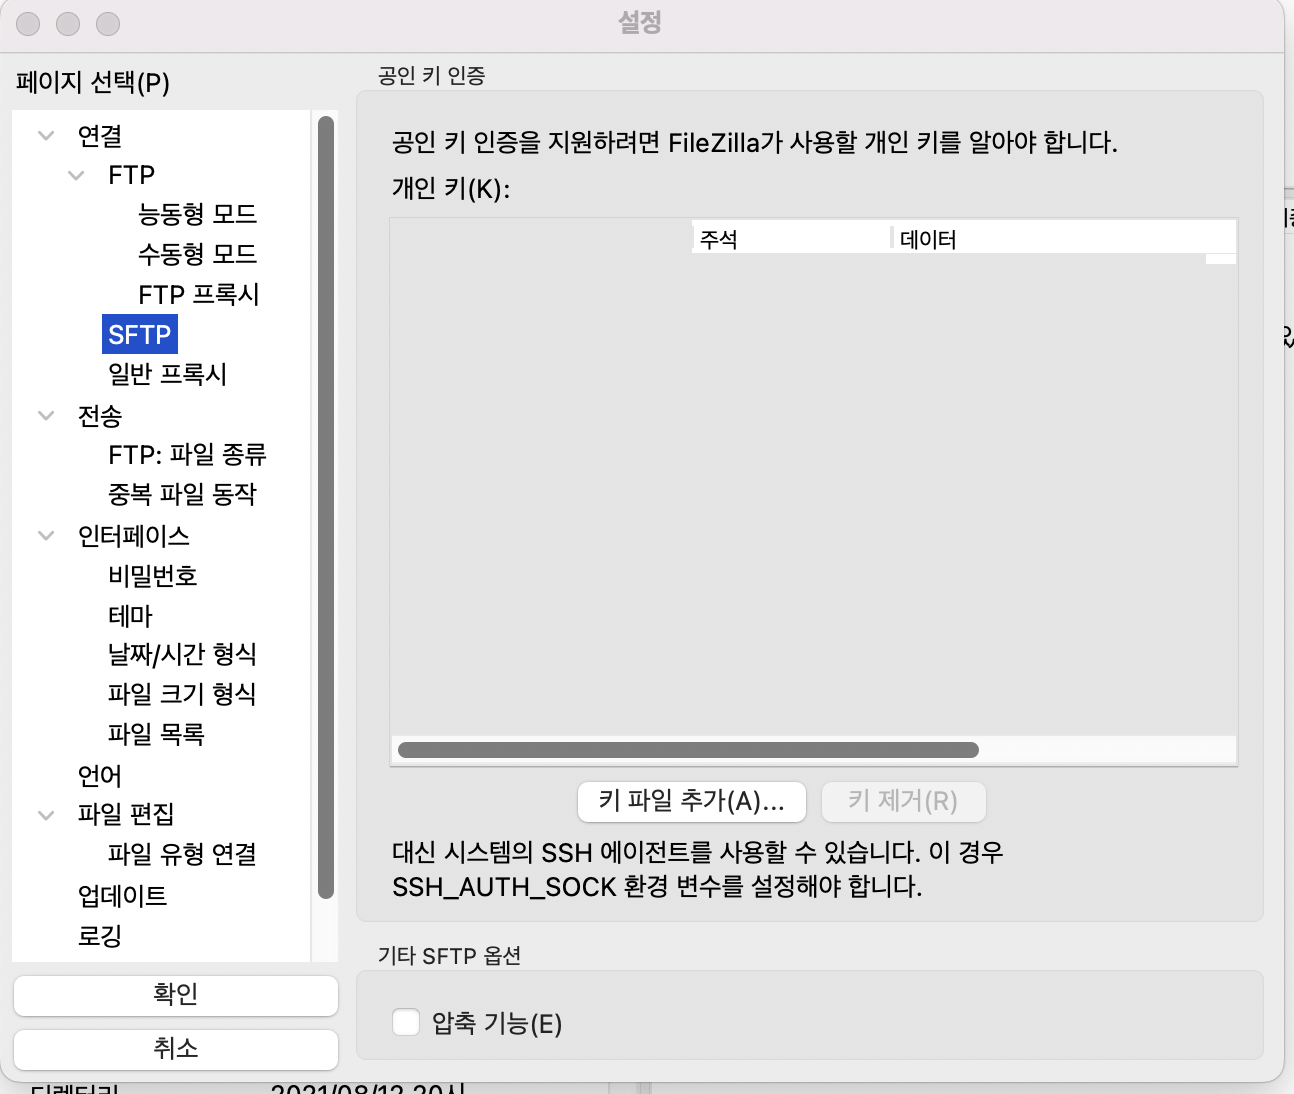 설정
페이지 선택(P)
연결
FTP
능동형 모드
수동형 모드
FTP 프록시
SFTP
일반 프록시
전송
FTP: 파일 종류
중복 파일 동작
인터페이스
비밀번호
테마
날짜/시간 형식
파일 크기 형식
파일 목록
언어
파일 편집
파일 유형 연결
업데이트
로깅
확인
취소
공인 키 인증
공인 키 인증을 지원하려면 FileZilla가 사용할 개인 키를 알아야 합니다.
개인 키(K):
주석 데이터
키 파일 추가(A)... 키 제거(R)
대신 시스템의 SSH 에이전트를 사용할 수 있습니다. 이 경우
SSH_AUTH_SOCK 환경 변수를 설정해야 합니다.
기타 SFTP 옵션
압축 기능(E)
디렉터리 2021/08/12 20시